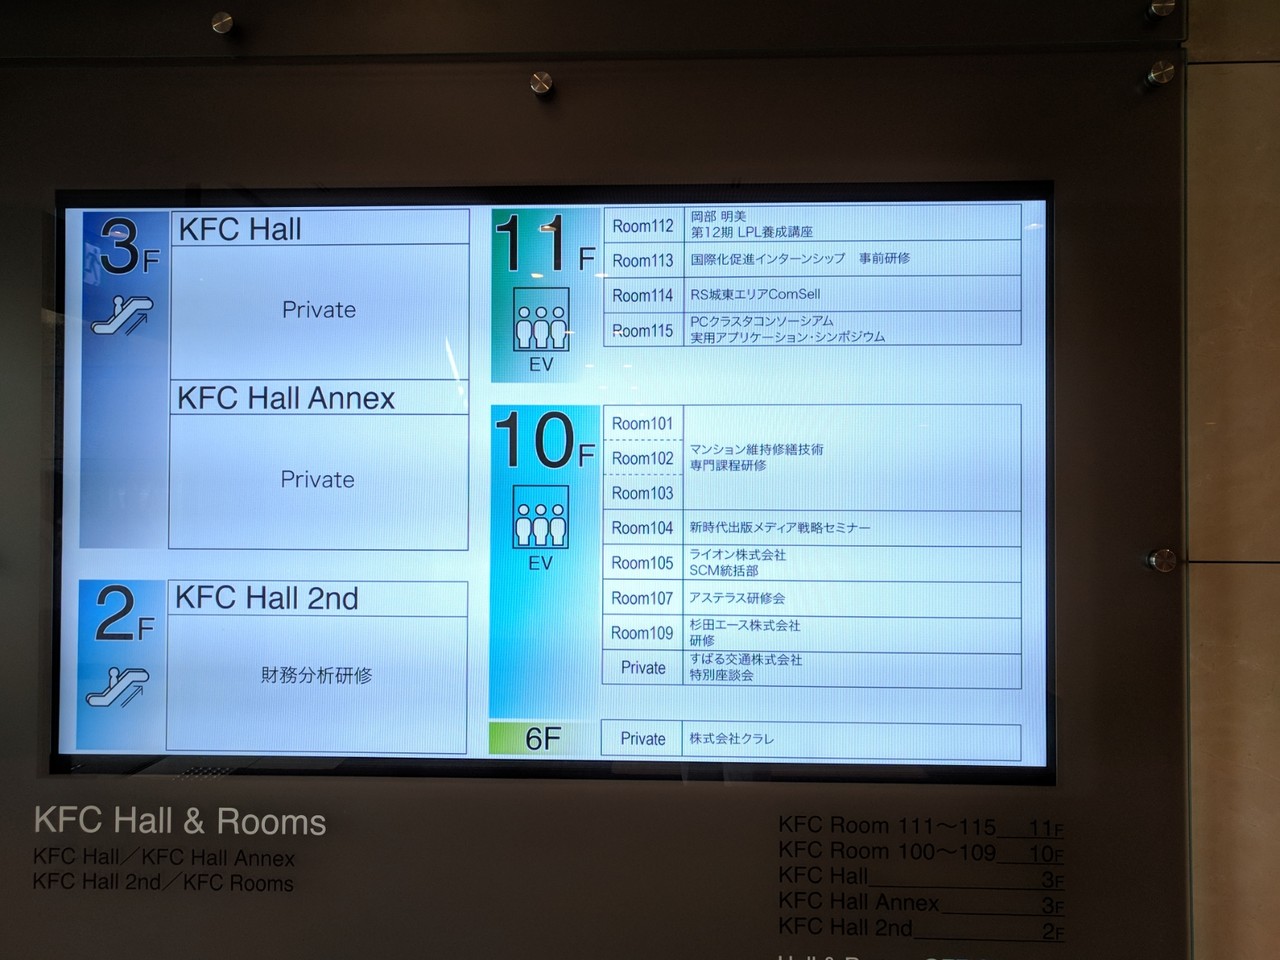 3F
KFC Hall
Private
KFC Hall Annex
Private
2F
KFC Hall 2nd
財務分析研修
11F
EV
Room112
岡部 明美
第12期 LPL養成講座
Room113
国際化促進インターンシップ　事前研修
Room114
RS城東エリアComSell
Room115
PCクラスタコンソーシアム
実用アプリケーション・シンポジウム
10F
EV
Room101
Room102
Room103
マンション維持修繕技術
専門課程研修
Room104
新時代出版メディア戦略セミナー
Room105
ライオン株式会社
SCM統括部
Room107
アステラス研修会
Room109
杉田エース株式会社
研修
Private
すばる交通株式会社
特別座談会
6F
Private
株式会社クラレ
KFC Hall & Rooms
KFC Hall／KFC Hall Annex
KFC Hall 2nd／KFC Rooms
KFC Room 111〜115 11F
KFC Room 100〜109 10F
KFC Hall 3F
KFC Hall Annex 3F
KFC Hall 2nd 2F